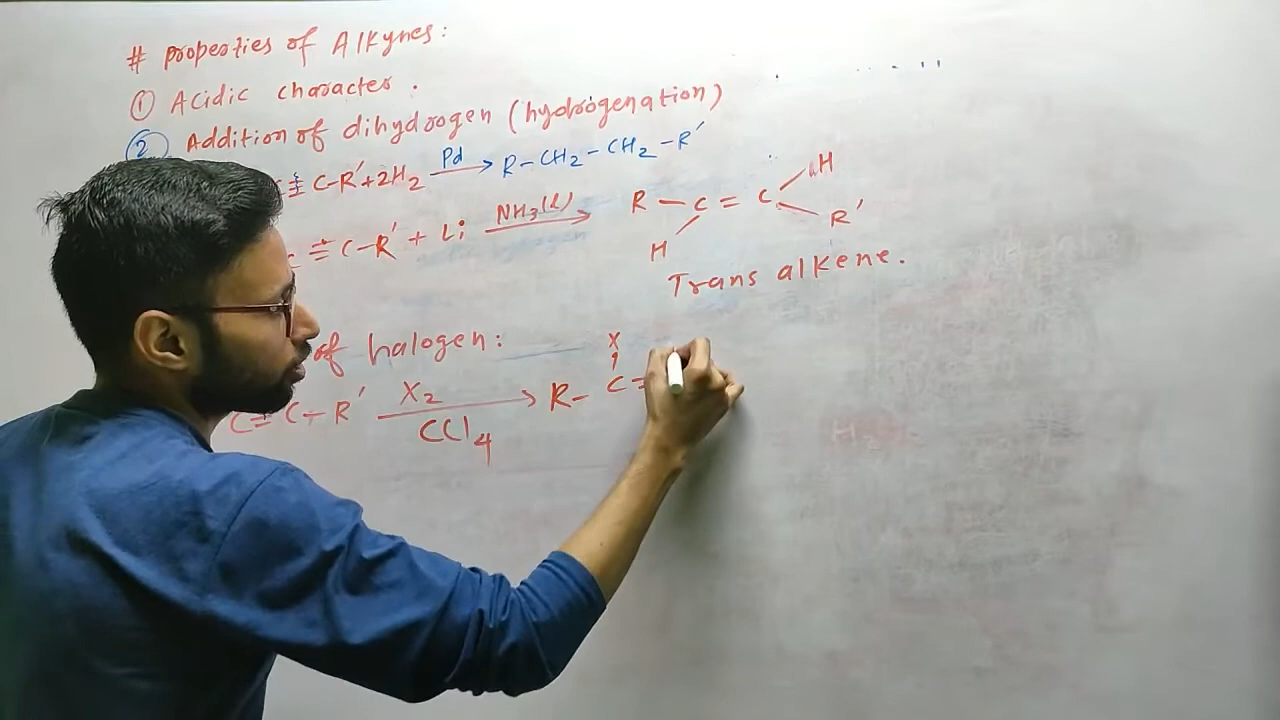 # properties of Alkynes:
① Acidic character.
② Addition of dihydrogen (hydrogenation)
C≡C-R'+2H2 Pd → R-CH2-CH2-R'
C≡C-R' + Li NH3(l) → R-C=C H H R'
Trans alkene.
of halogen:
C≡C-R' X2 CCl4 → R-C= X